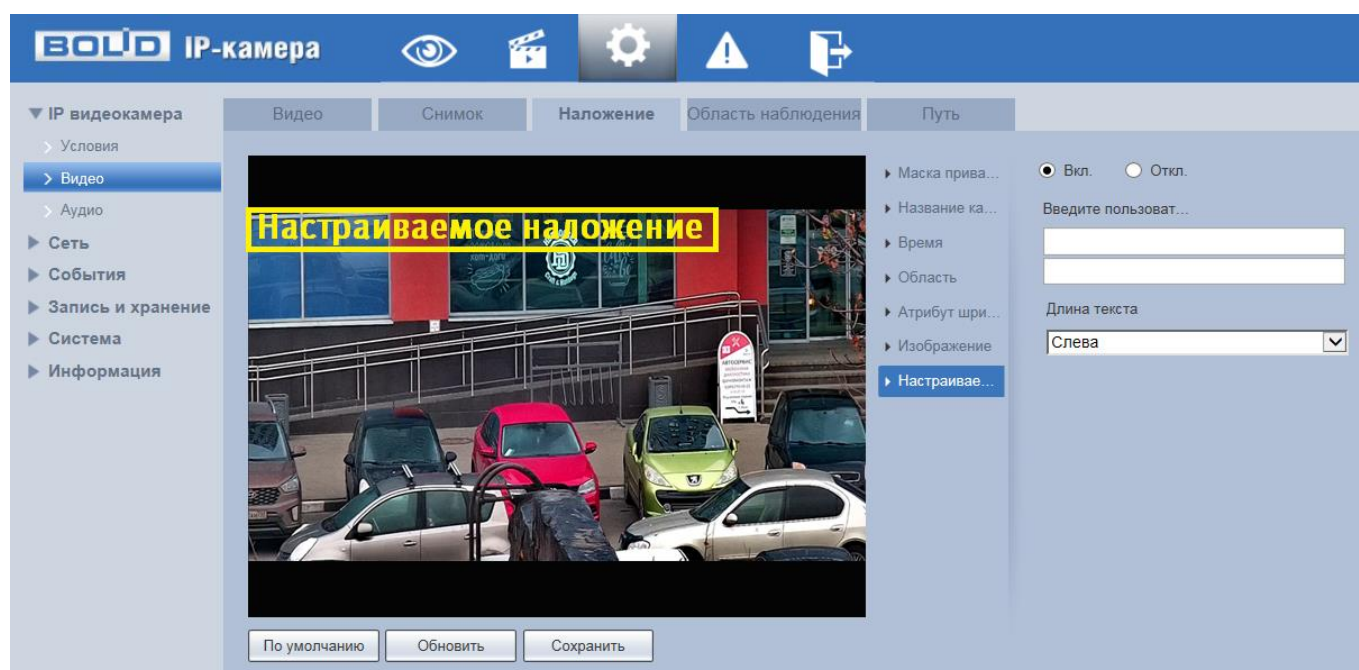 BOLID IP-камера
IP видеокамера
Условия
Видео
Аудио
Сеть
События
Запись и хранение
Система
Информация
Видео
Снимок
Наложение
Область наблюдения
Путь
Настраиваемое наложение
АВТОСЕРВИС
Маска прива...
Название ка...
Время
Область
Атрибут шри...
Изображение
Настраивае...
Вкл.
Откл.
Введите пользоват...
Длина текста
Слева
По умолчанию
Обновить
Сохранить